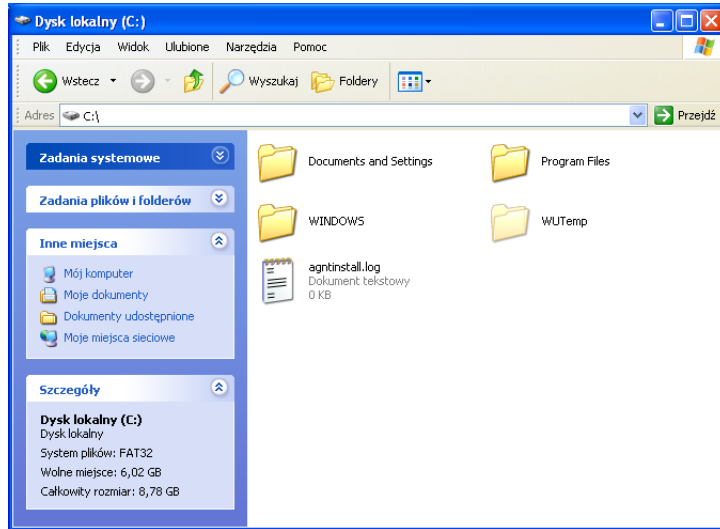 Dysk lokalny (C:)
Plik Edycja Widok Ulubione Narzędzia Pomoc
Wstecz Wyszukaj Foldery
Adres C:\ Przejdź
Zadania systemowe
Zadania plików i folderów
Inne miejsca
Mój komputer
Moje dokumenty
Dokumenty udostępnione
Moje miejsca sieciowe
Szczegóły
Dysk lokalny (C:)
Dysk lokalny
System plików: FAT32
Wolne miejsce: 6,02 GB
Całkowity rozmiar: 8,78 GB
Documents and Settings Program Files
WINDOWS WUTemp
agntinstall.log
Dokument tekstowy
0 KB